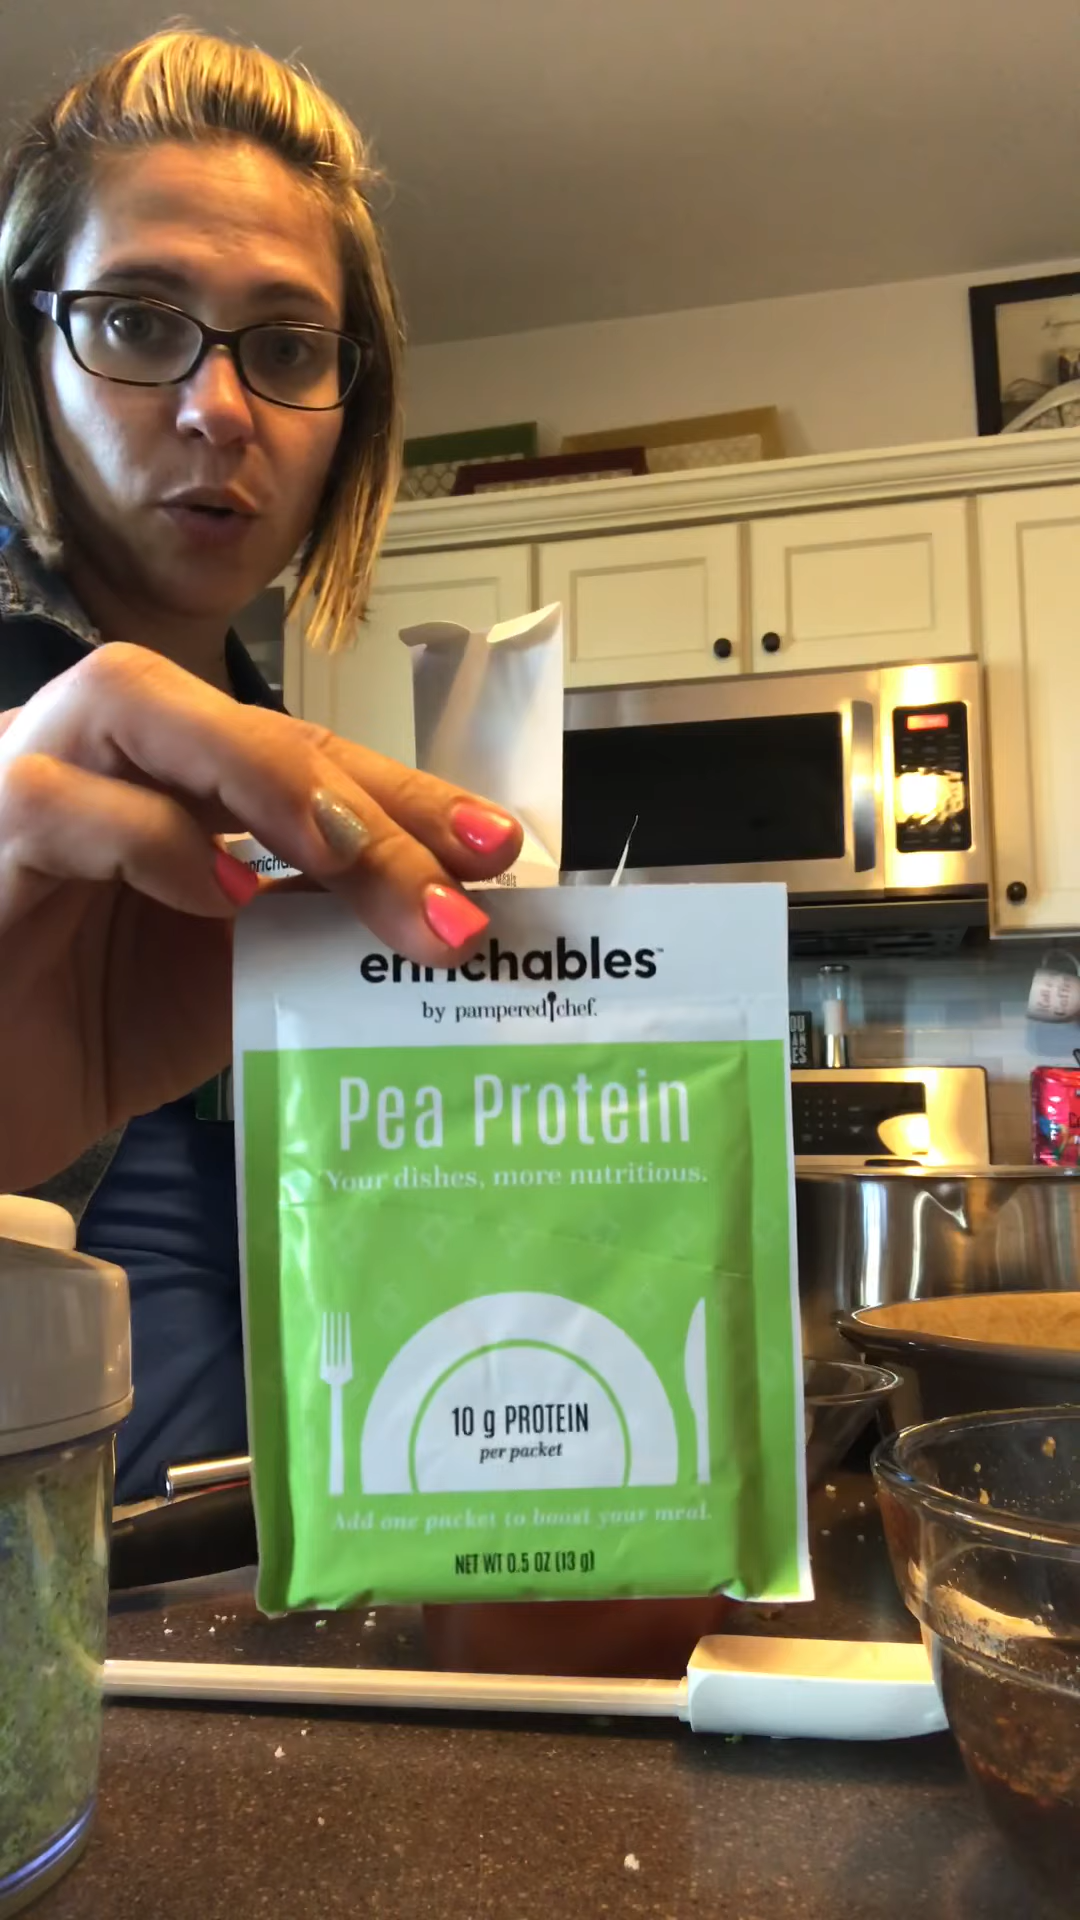 enrichables™
by pampered chef.
Pea Protein
Your dishes, more nutritious.
10 g PROTEIN
per packet
Add one packet to boost your meal.
NET WT 0.5 OZ (13 g)